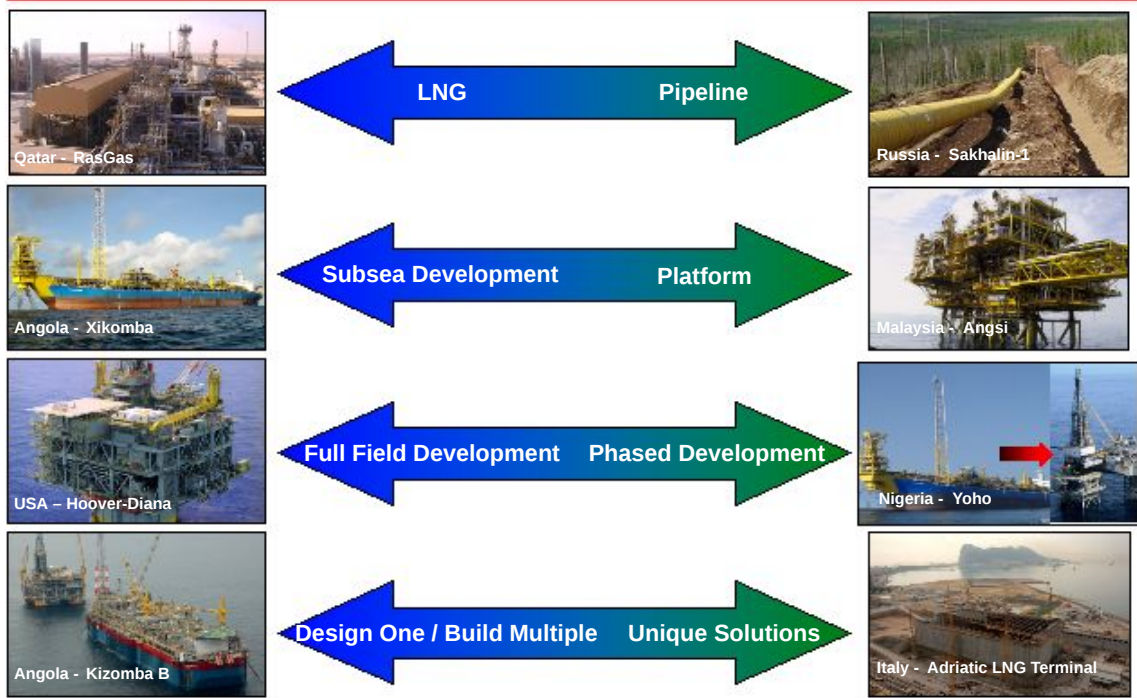 LNG Pipeline
Qatar - RasGas
Russia - Sakhalin-1
Subsea Development Platform
Angola - Xikomba
Malaysia - Angsi
Full Field Development Phased Development
USA – Hoover-Diana
Nigeria - Yoho
Design One / Build Multiple Unique Solutions
Angola - Kizomba B
Italy - Adriatic LNG Terminal